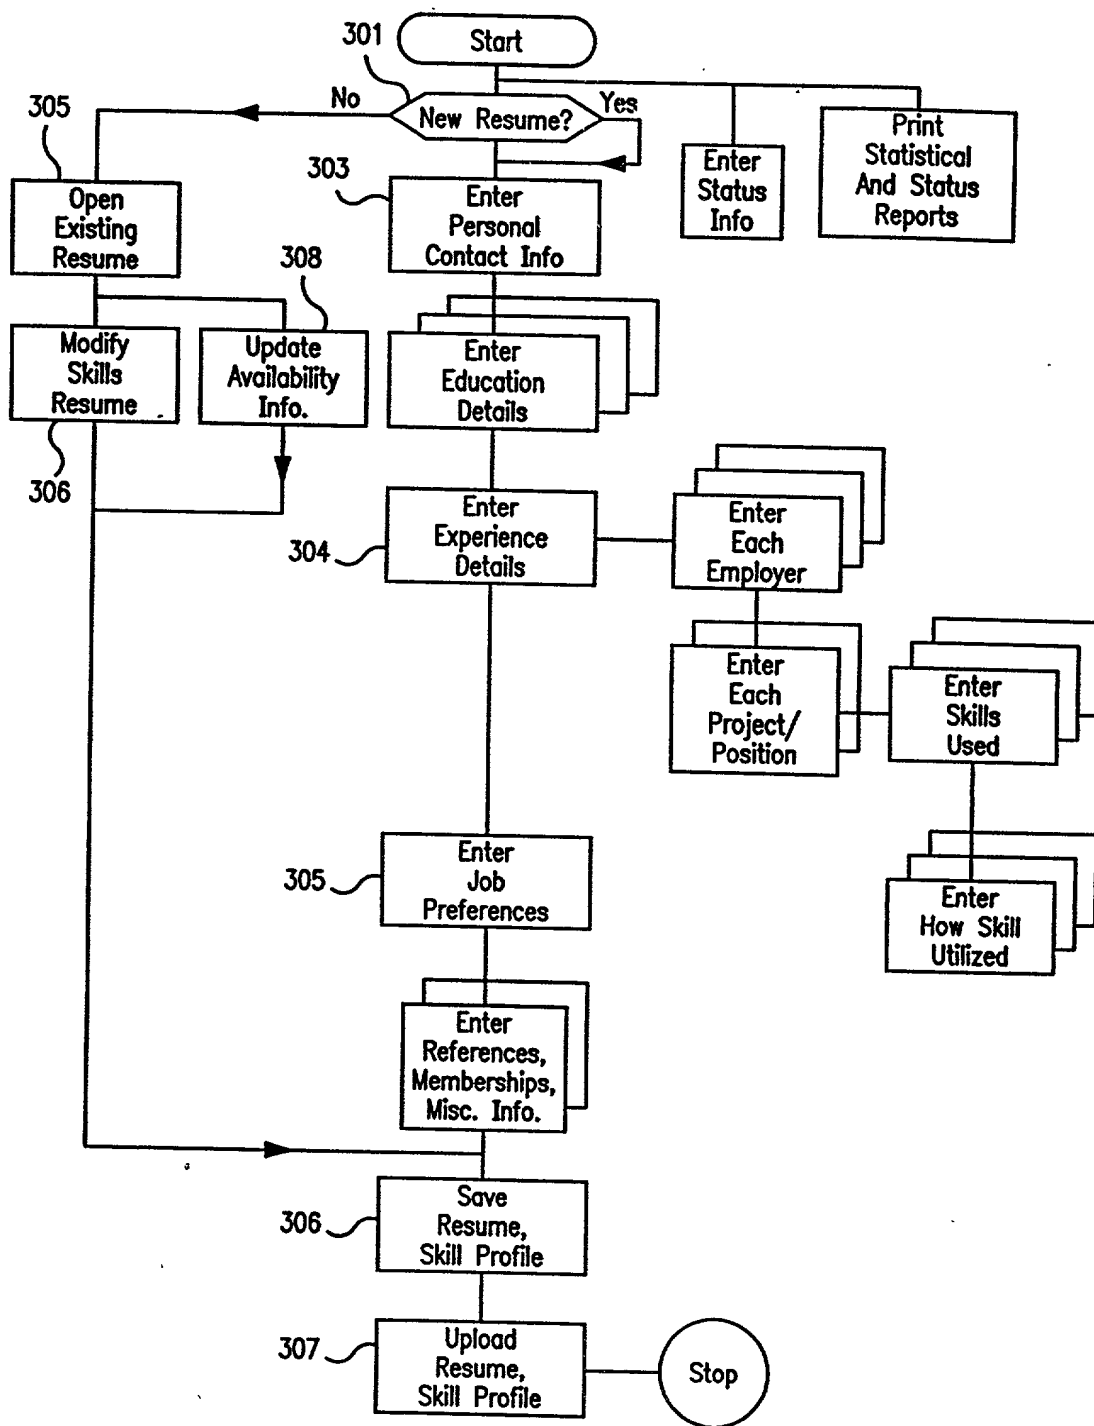 Start
301
No
New Resume?
Yes
305
Open
Existing
Resume
303
Enter
Personal
Contact Info
Enter
Status
Info
Print
Statistical
And Status
Reports
308
Modify
Skills
Resume
Update
Availability
Info.
306
Enter
Education
Details
304
Enter
Experience
Details
Enter
Each
Employer
Enter
Each
Project/
Position
Enter
Skills
Used
Enter
How Skill
Utilized
305
Enter
Job
Preferences
Enter
References,
Memberships,
Misc. Info.
306
Save
Resume,
Skill Profile
307
Upload
Resume,
Skill Profile
Stop